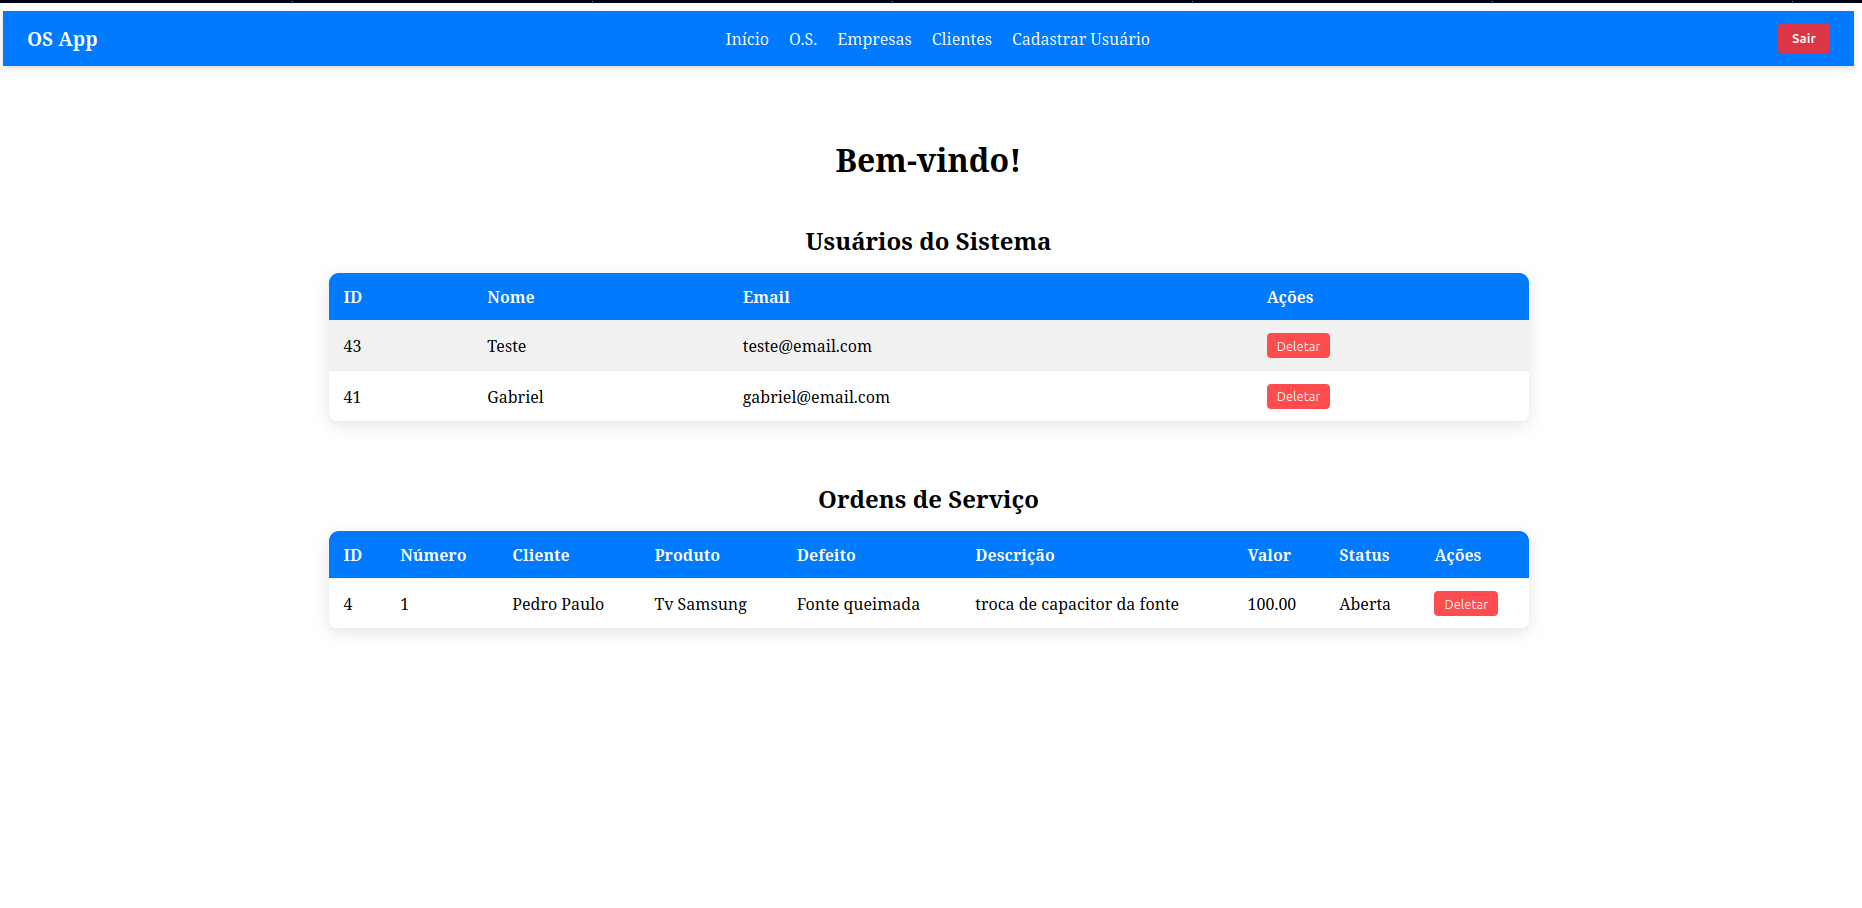 OS App Início O.S. Empresas Clientes Cadastrar Usuário Sair
Bem-vindo!
Usuários do Sistema
ID Nome Email Ações
43 Teste teste@email.com Deletar
41 Gabriel gabriel@email.com Deletar
Ordens de Serviço
ID Número Cliente Produto Defeito Descrição Valor Status Ações
4 1 Pedro Paulo Tv Samsung Fonte queimada troca de capacitor da fonte 100.00 Aberta Deletar